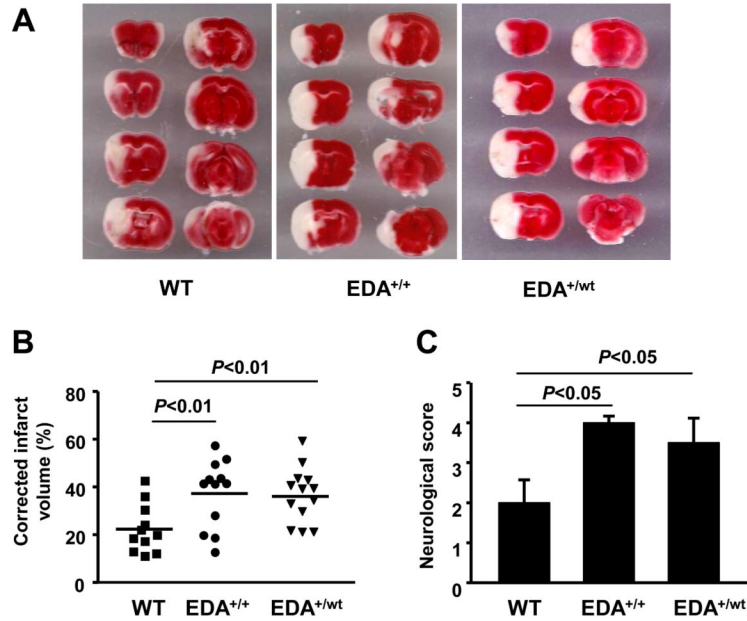 A
WT
EDA+/+
EDA+/wt
B
P<0.01
P<0.01
Corrected infarct
volume (%)
80
60
40
20
0
WT
EDA+/+
EDA+/wt
C
P<0.05
P<0.05
Neurological score
5
4
3
2
1
0
WT
EDA+/+
EDA+/wt